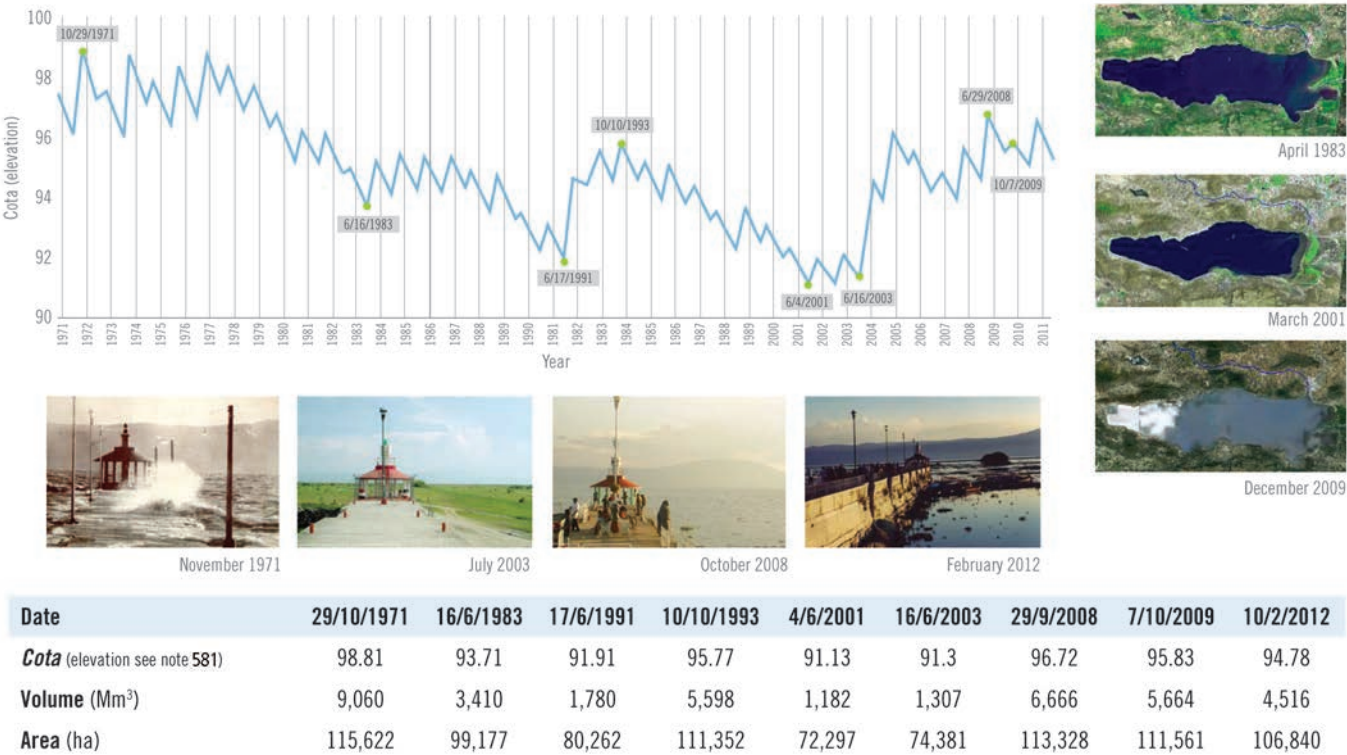 100
98
96
94
92
90
Cota (elevation)
10/29/1971
6/16/1983
6/17/1991
10/10/1993
6/4/2001
6/16/2003
6/29/2008
10/7/2009
1971 1972 1973 1974 1975 1976 1977 1978 1979 1980 1981 1982 1983 1984 1985 1986 1987 1988 1989 1990 1981 1982 1983 1984 1985 1986 1987 1988 1989 2000 2001 2002 2003 2004 2005 2006 2007 2008 2009 2010 2011
Year
April 1983
March 2001
December 2009
November 1971
July 2003
October 2008
February 2012
Date 29/10/1971 16/6/1983 17/6/1991 10/10/1993 4/6/2001 16/6/2003 29/9/2008 7/10/2009 10/2/2012
Cota (elevation see note 581) 98.81 93.71 91.91 95.77 91.13 91.3 96.72 95.83 94.78
Volume (Mm³) 9,060 3,410 1,780 5,598 1,182 1,307 6,666 5,664 4,516
Area (ha) 115,622 99,177 80,262 111,352 72,297 74,381 113,328 111,561 106,840